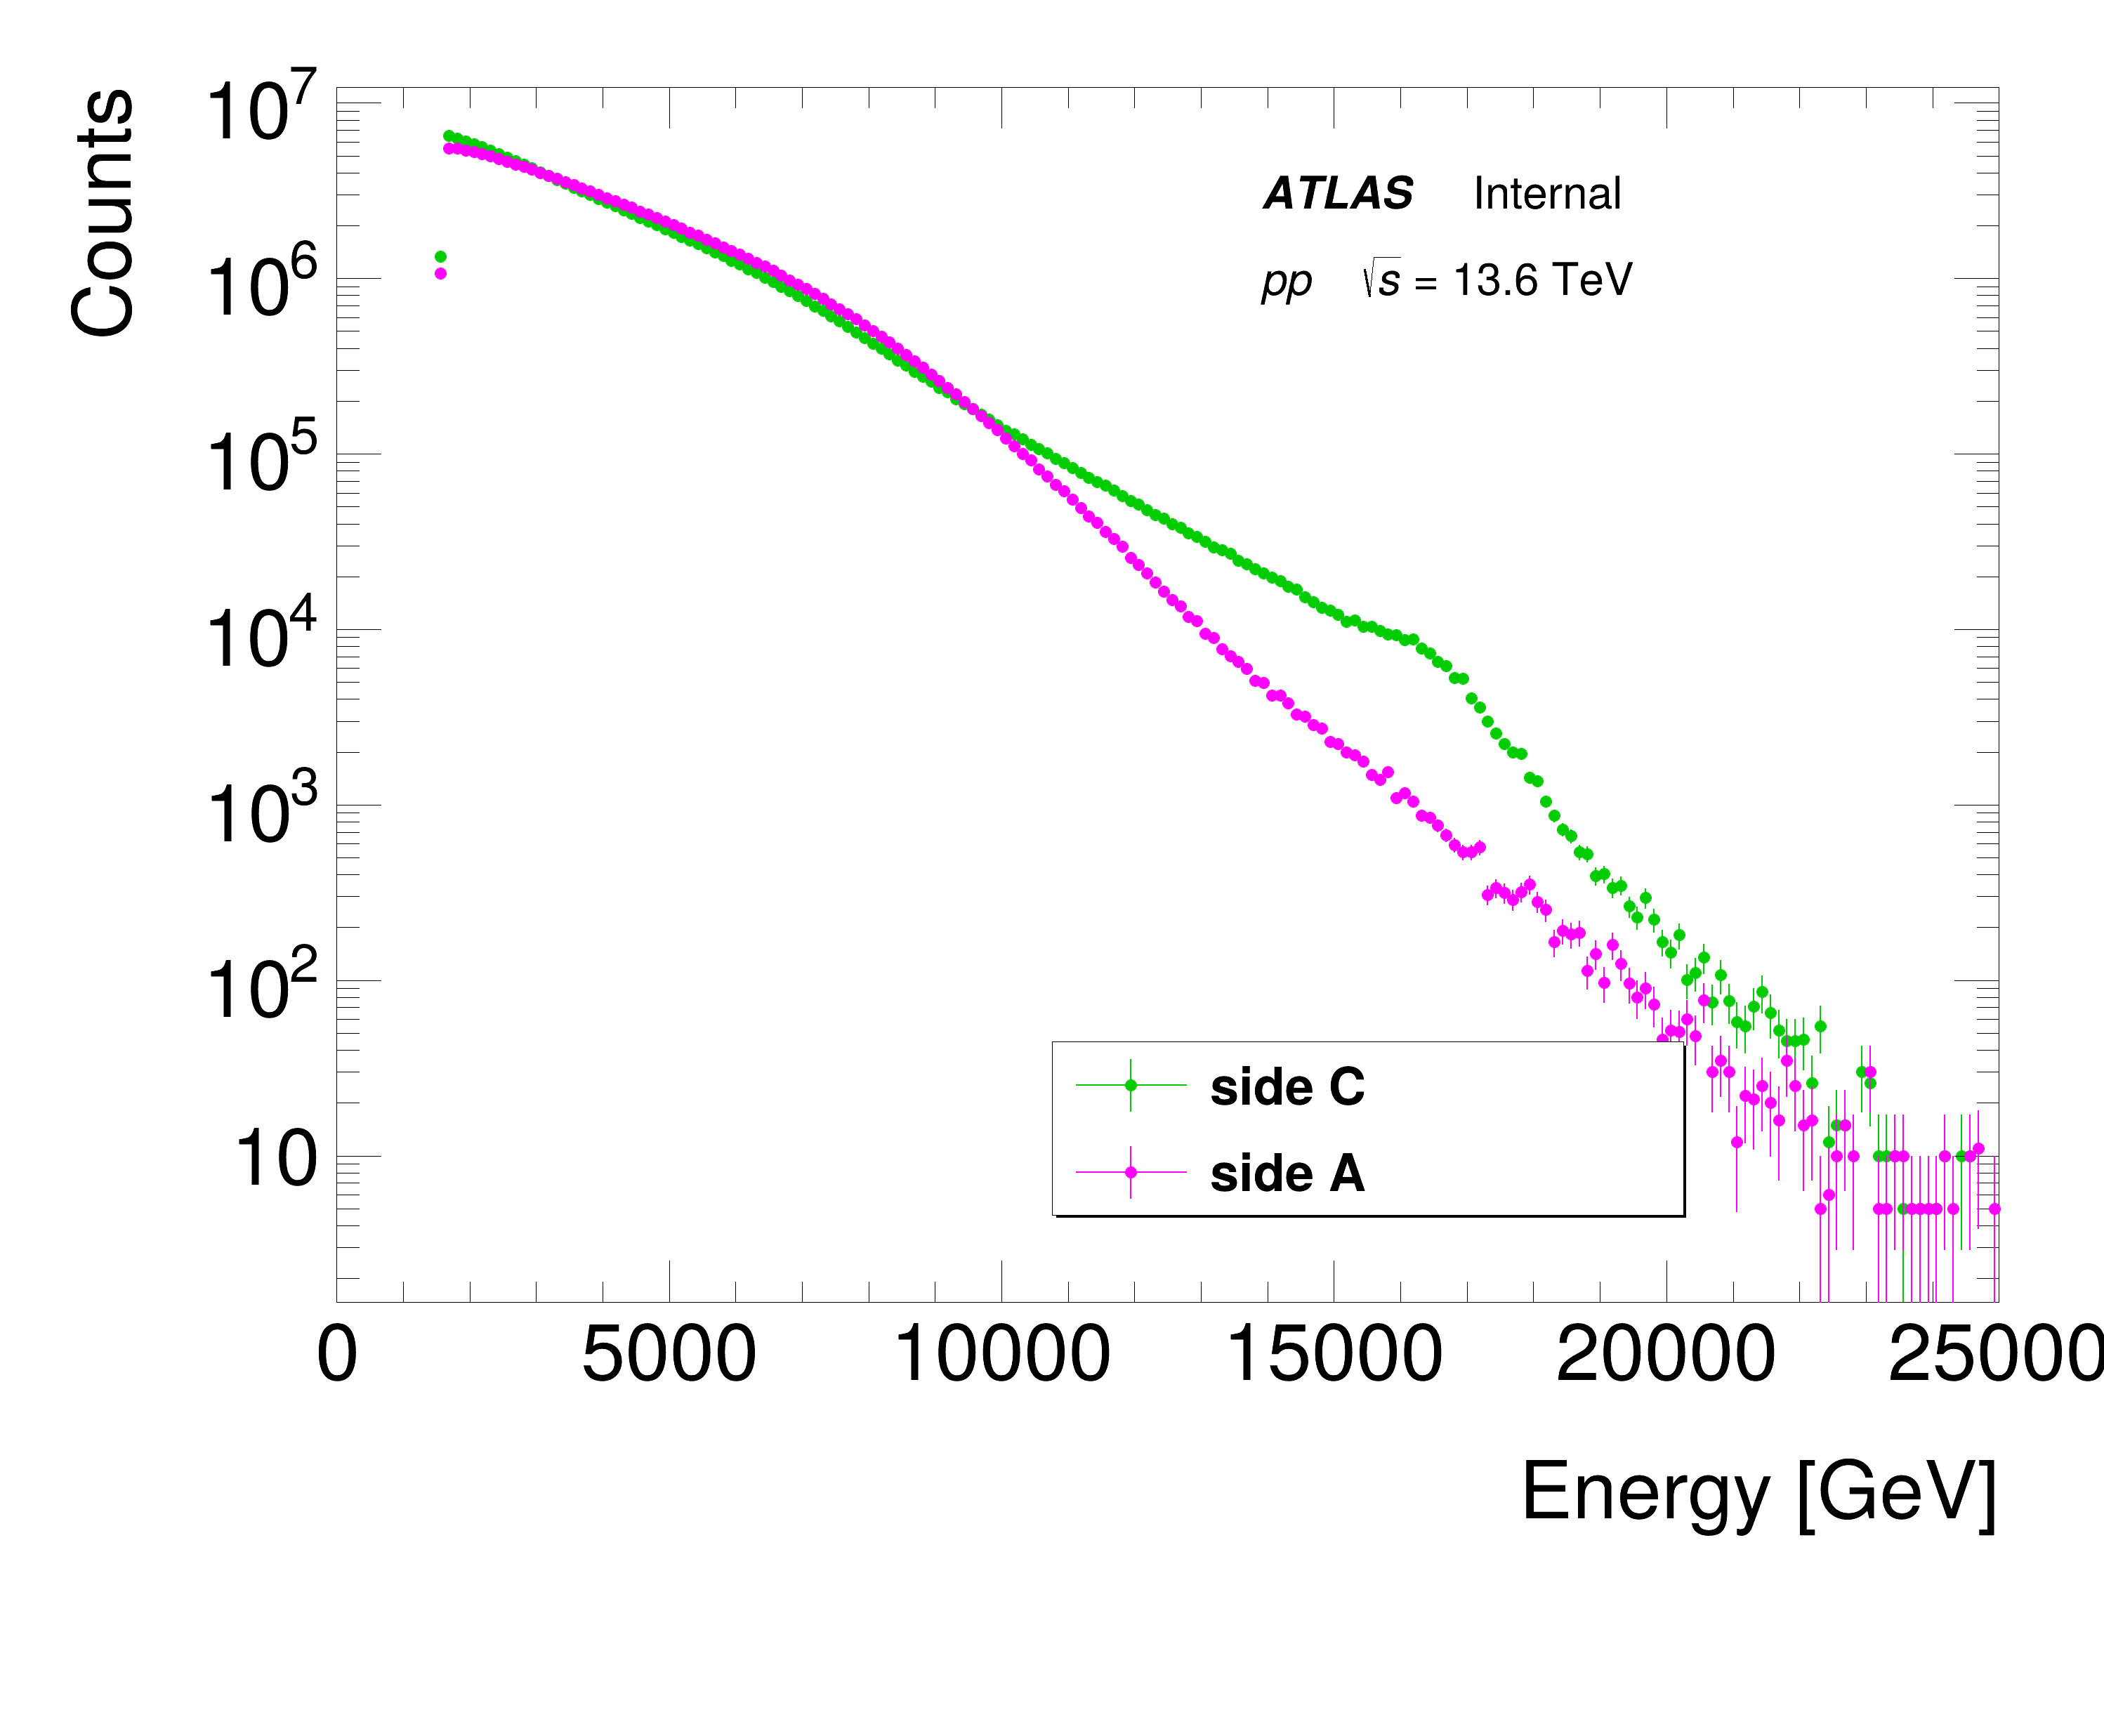 Counts
10^7
10^6
10^5
10^4
10^3
10^2
10
ATLAS Internal
pp √s = 13.6 TeV
side C
side A
0 5000 10000 15000 20000 25000
Energy [GeV]